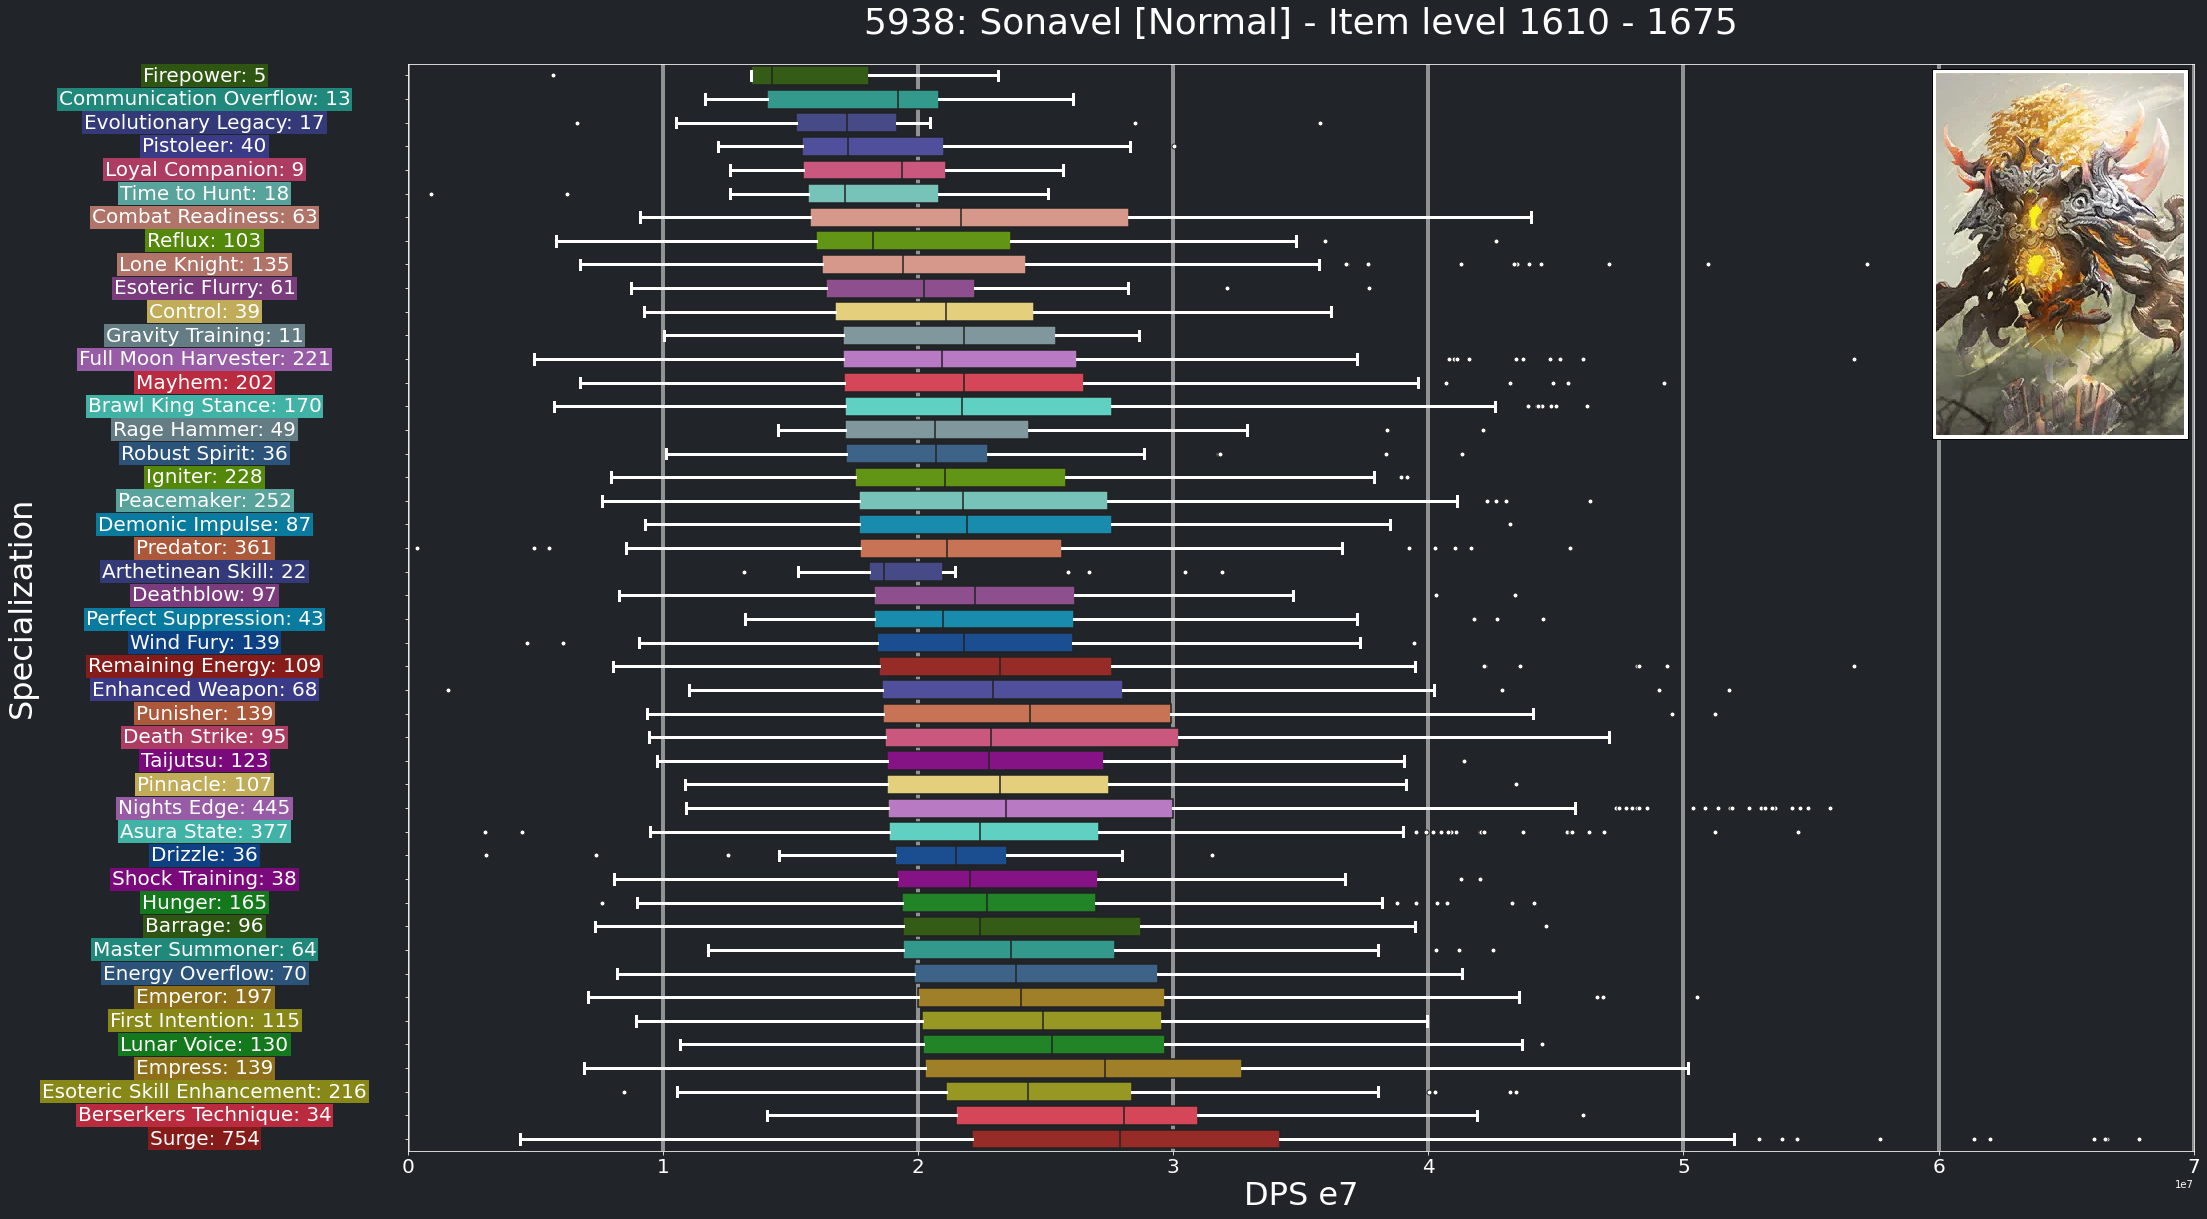 5938: Sonavel [Normal] - Item level 1610 - 1675
Specialization
Firepower: 5
Communication Overflow: 13
Evolutionary Legacy: 17
Pistoleer: 40
Loyal Companion: 9
Time to Hunt: 18
Combat Readiness: 63
Reflux: 103
Lone Knight: 135
Esoteric Flurry: 61
Control: 39
Gravity Training: 11
Full Moon Harvester: 221
Mayhem: 202
Brawl King Stance: 170
Rage Hammer: 49
Robust Spirit: 36
Igniter: 228
Peacemaker: 252
Demonic Impulse: 87
Predator: 361
Arthetinean Skill: 22
Deathblow: 97
Perfect Suppression: 43
Wind Fury: 139
Remaining Energy: 109
Enhanced Weapon: 68
Punisher: 139
Death Strike: 95
Taijutsu: 123
Pinnacle: 107
Nights Edge: 445
Asura State: 377
Drizzle: 36
Shock Training: 38
Hunger: 165
Barrage: 96
Master Summoner: 64
Energy Overflow: 70
Emperor: 197
First Intention: 115
Lunar Voice: 130
Empress: 139
Esoteric Skill Enhancement: 216
Berserkers Technique: 34
Surge: 754
0 1 2 3 4 5 6 7
1e7
DPS e7